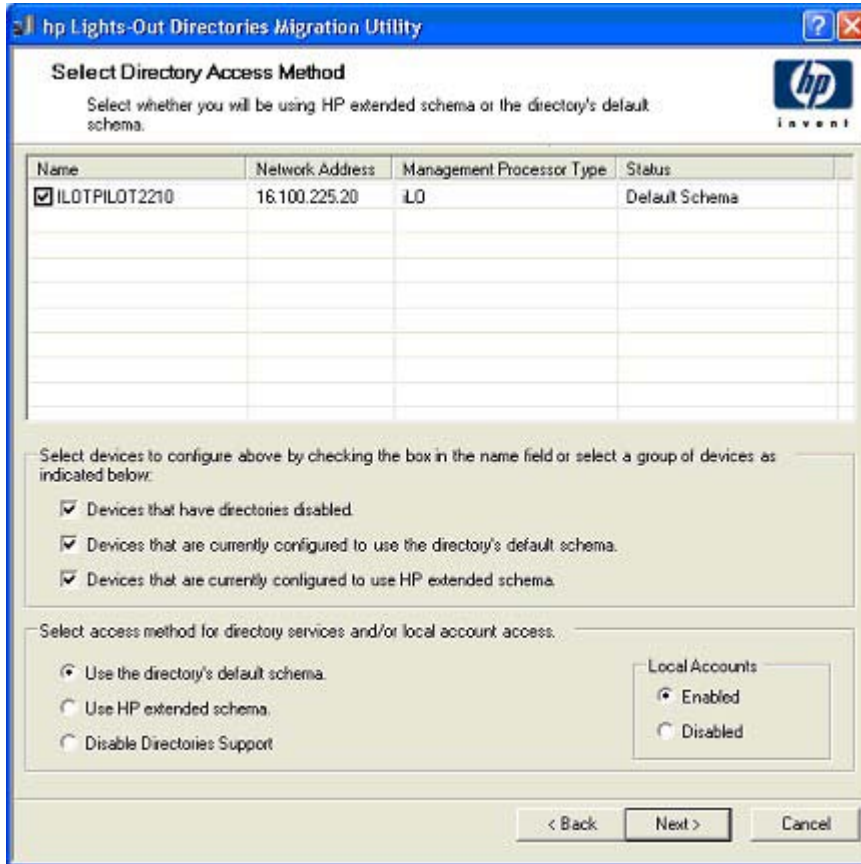 hp Lights-Out Directories Migration Utility
Select Directory Access Method
Select whether you will be using HP extended schema or the directory's default
schema.
hp
invent
Name Network Address Management Processor Type Status
ILOTPILOT2210 16.100.225.20 iLO Default Schema
Select devices to configure above by checking the box in the name field or select a group of devices as
indicated below:
Devices that have directories disabled.
Devices that are currently configured to use the directory's default schema.
Devices that are currently configured to use HP extended schema.
Select access method for directory services and/or local account access.
Use the directory's default schema.
Use HP extended schema.
Disable Directories Support
Local Accounts
Enabled
Disabled
< Back Next > Cancel